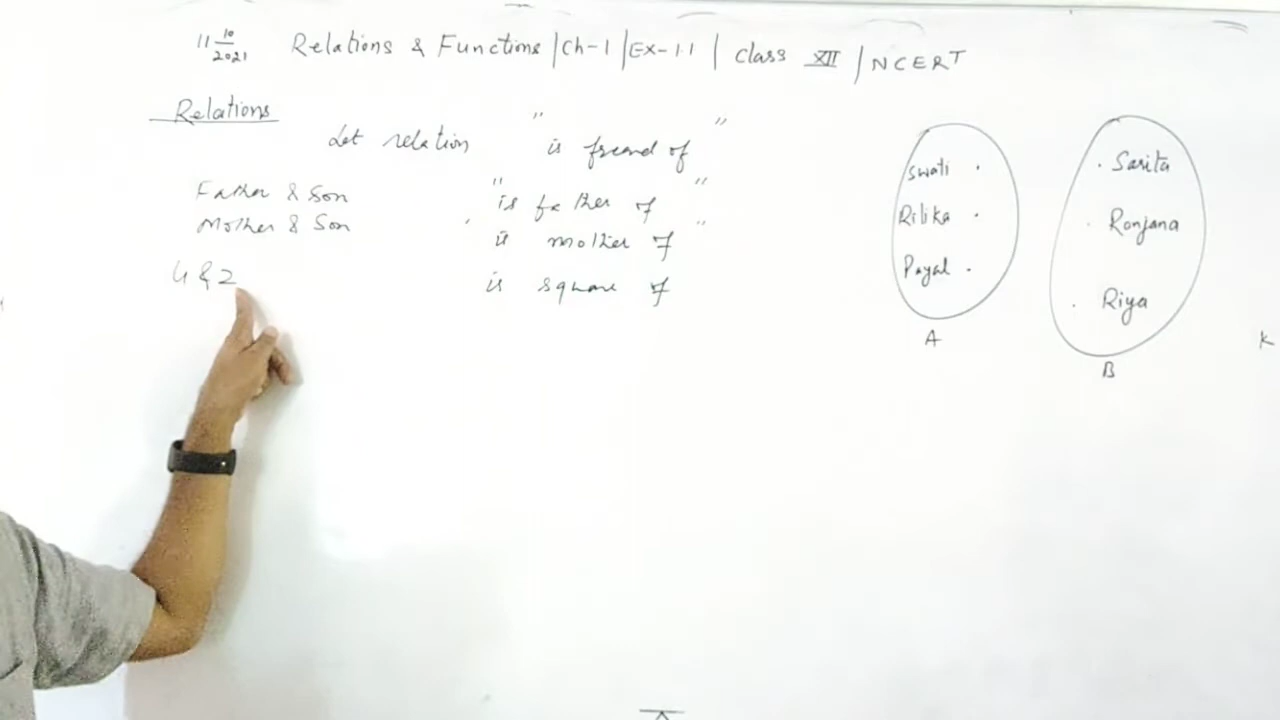 11 10/2021 Relations & Functions | Ch-1 | Ex-1.1 | Class XII | NCERT
Relations
Let relation "is freand of"
Father & Son "is father of"
Mother & Son "is mother of"
4 & 2 is square of
Swati
Ritika
Payal
A
Sarita
Ranjana
Riya
B
K